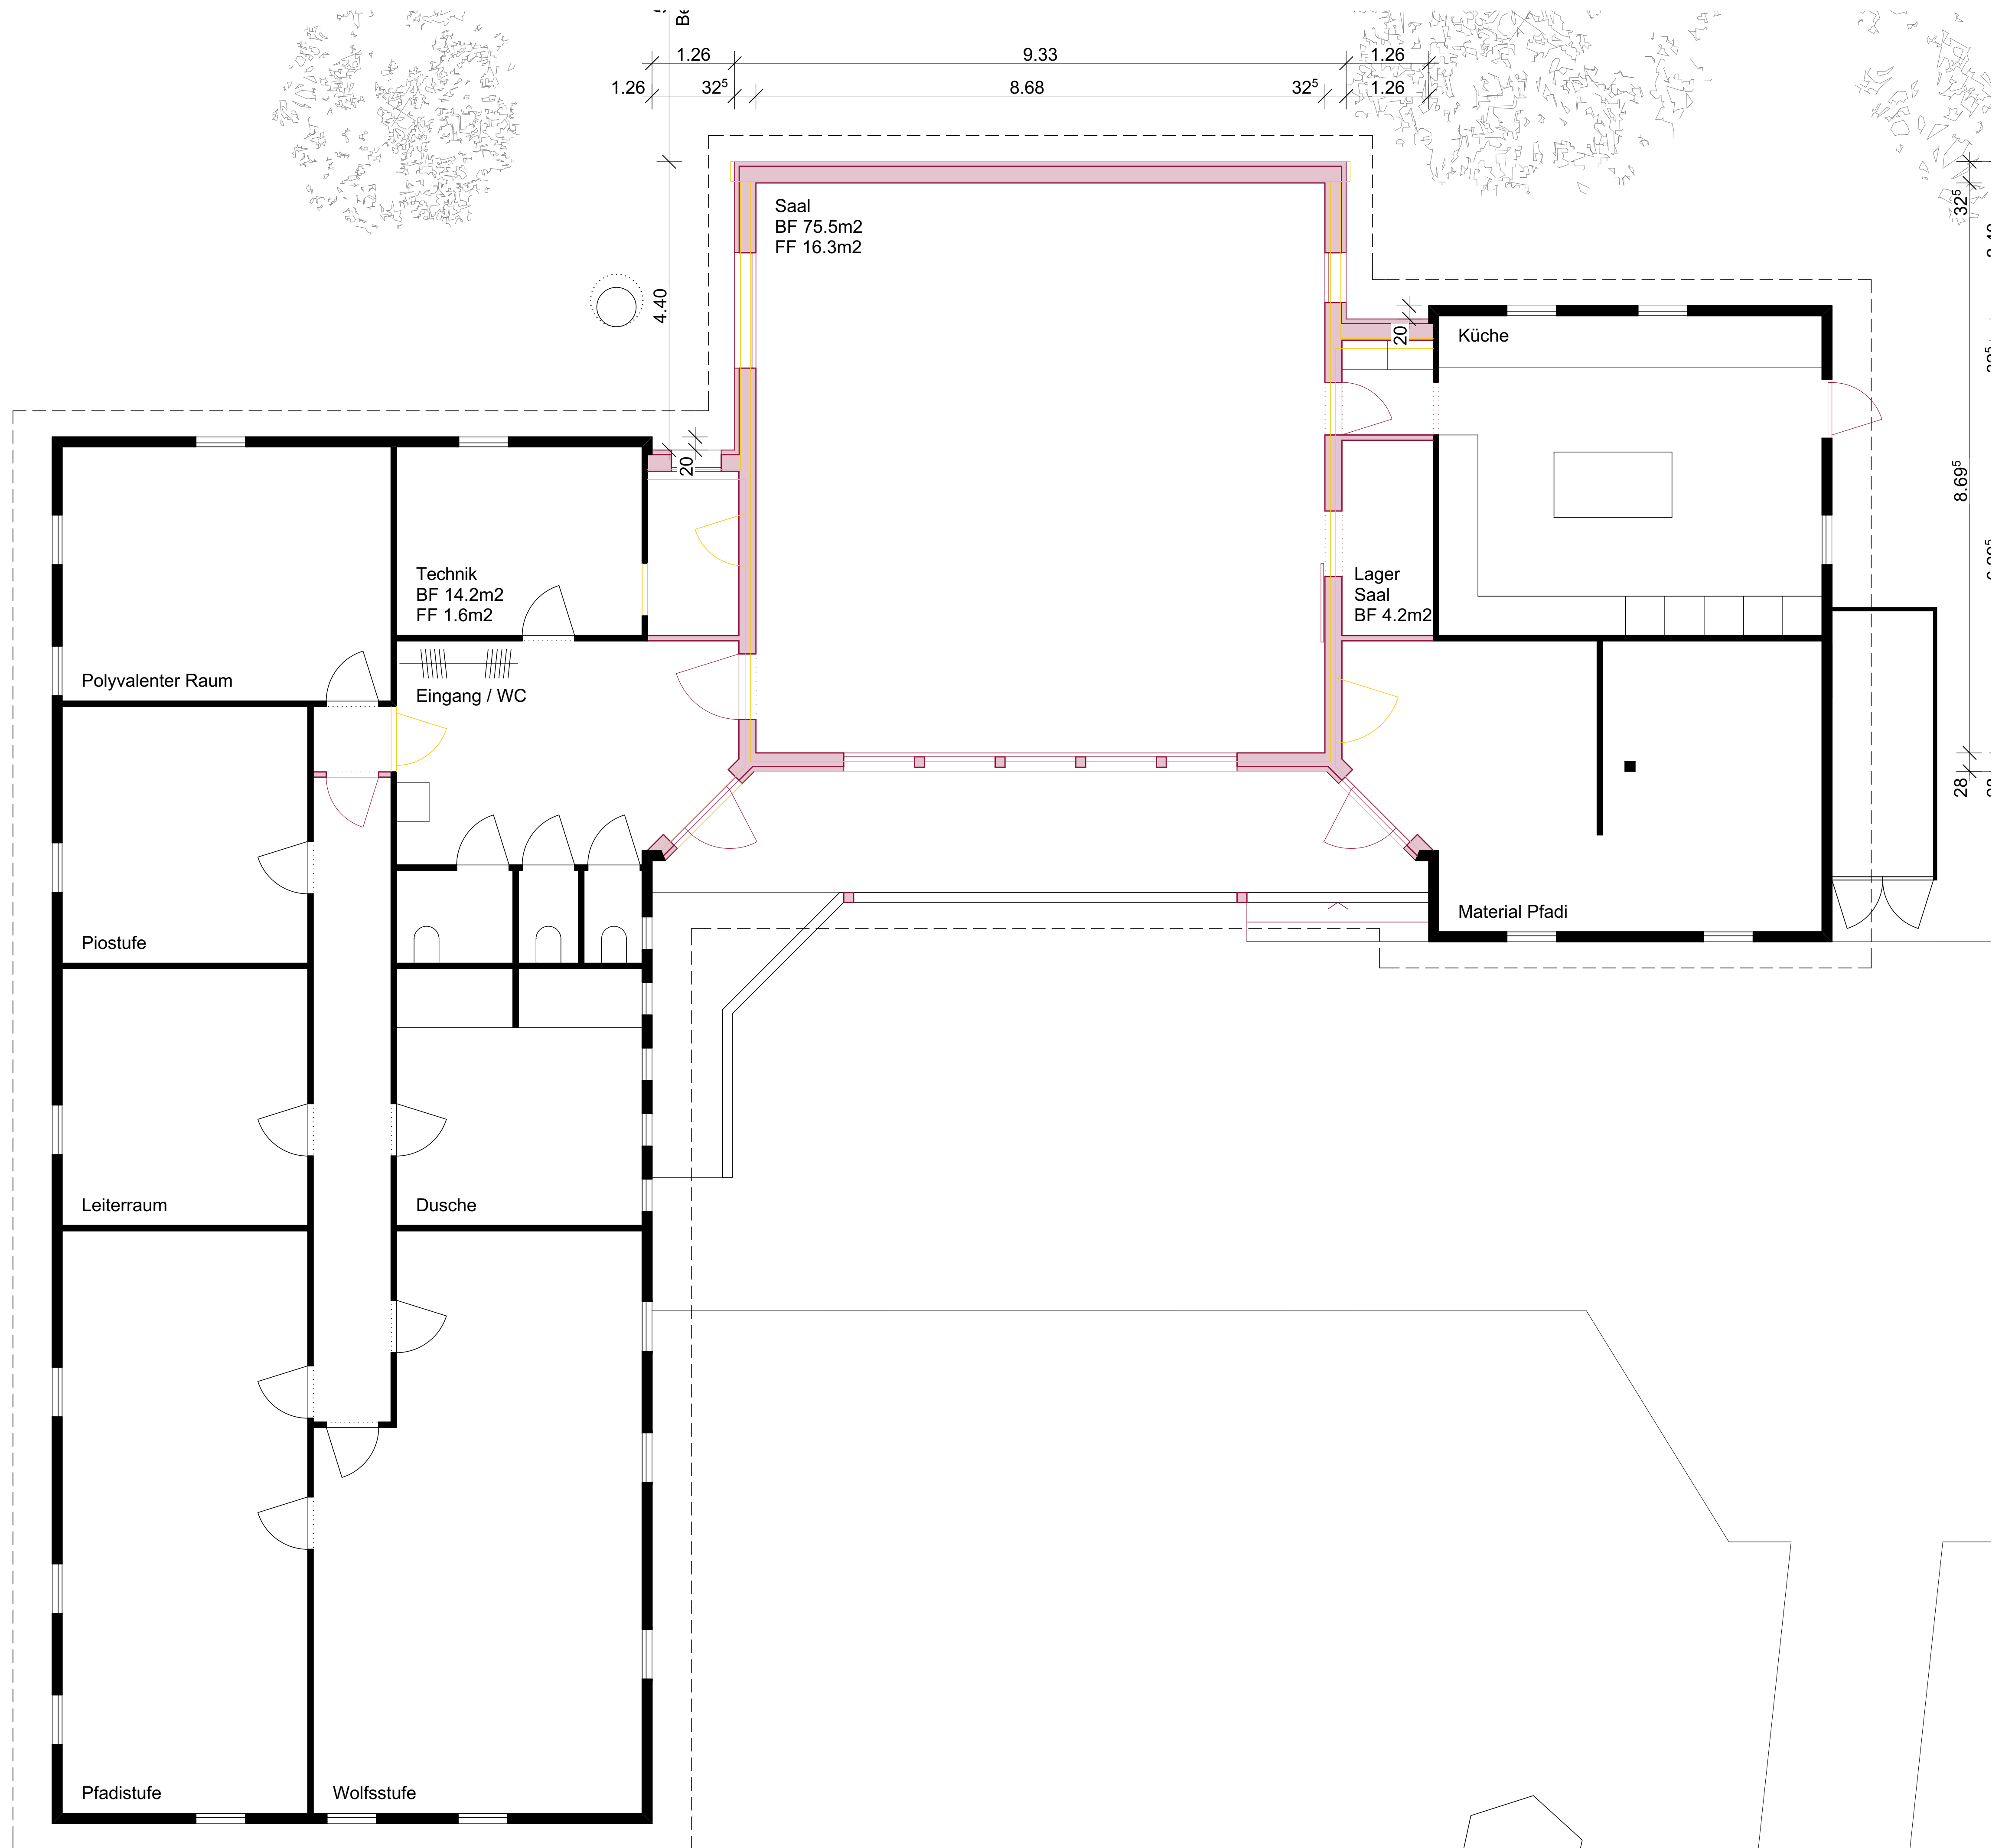 1.26
9.33
1.26
1.26
32⁵
8.68
32⁵
1.26
Saal
BF 75.5m2
FF 16.3m2
4.40
32⁵
20
20
Küche
8.69⁵
Technik
BF 14.2m2
FF 1.6m2
Lager
Saal
BF 4.2m2
Polyvalenter Raum
Eingang / WC
28
Material Pfadi
Piostufe
Leiterraum
Dusche
Pfadistufe
Wolfsstufe